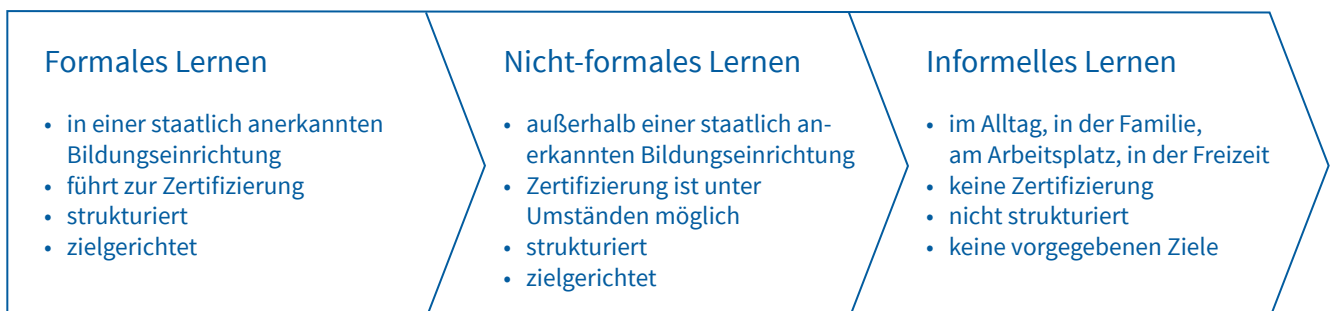 Formales Lernen
• in einer staatlich anerkannten
Bildungseinrichtung
• führt zur Zertifizierung
• strukturiert
• zielgerichtet
Nicht-formales Lernen
• außerhalb einer staatlich an-
erkannten Bildungseinrichtung
• Zertifizierung ist unter
Umständen möglich
• strukturiert
• zielgerichtet
Informelles Lernen
• im Alltag, in der Familie,
am Arbeitsplatz, in der Freizeit
• keine Zertifizierung
• nicht strukturiert
• keine vorgegebenen Ziele